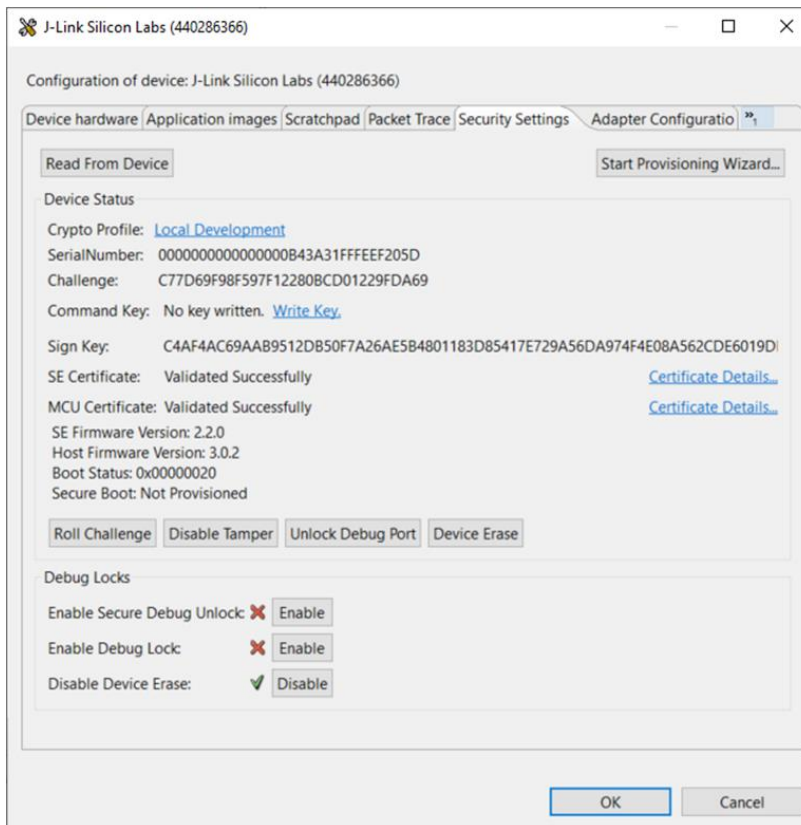 J-Link Silicon Labs (440286366)
Configuration of device: J-Link Silicon Labs (440286366)
Device hardware Application images Scratchpad Packet Trace Security Settings Adapter Configuratio »1
Read From Device Start Provisioning Wizard...
Device Status
Crypto Profile: Local Development
SerialNumber: 0000000000000000B43A31FFFEEF205D
Challenge: C77D69F98F597F12280BCD01229FDA69
Command Key: No key written. Write Key.
Sign Key: C4AF4AC69AAB9512DB50F7A26AE5B4801183D85417E729A56DA974F4E08A562CDE6019D
SE Certificate: Validated Successfully Certificate Details...
MCU Certificate: Validated Successfully Certificate Details...
SE Firmware Version: 2.2.0
Host Firmware Version: 3.0.2
Boot Status: 0x00000020
Secure Boot: Not Provisioned
Roll Challenge Disable Tamper Unlock Debug Port Device Erase
Debug Locks
Enable Secure Debug Unlock: Enable
Enable Debug Lock: Enable
Disable Device Erase: Disable
OK Cancel